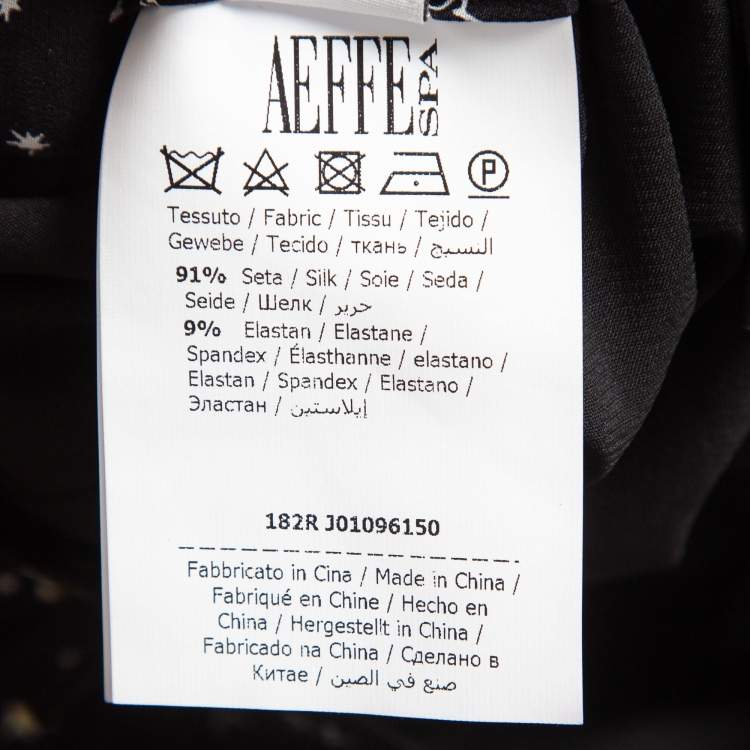 AEFFE SPA
P
Tessuto / Fabric / Tissu / Tejido /
Gewebe / Tecido / ткань / النسيج
91% Seta / Silk / Soie / Seda /
Seide / Шелк / حرير
9% Elastan / Elastane /
Spandex / Élasthanne / elastano /
Elastan / Spandex / Elastano /
Эластан / إيلاستين
182R J01096150
Fabbricato in Cina / Made in China /
Fabriqué en Chine / Hecho en
China / Hergestellt in China /
Fabricado na China / Сделано в
Китае / صنع في الصين